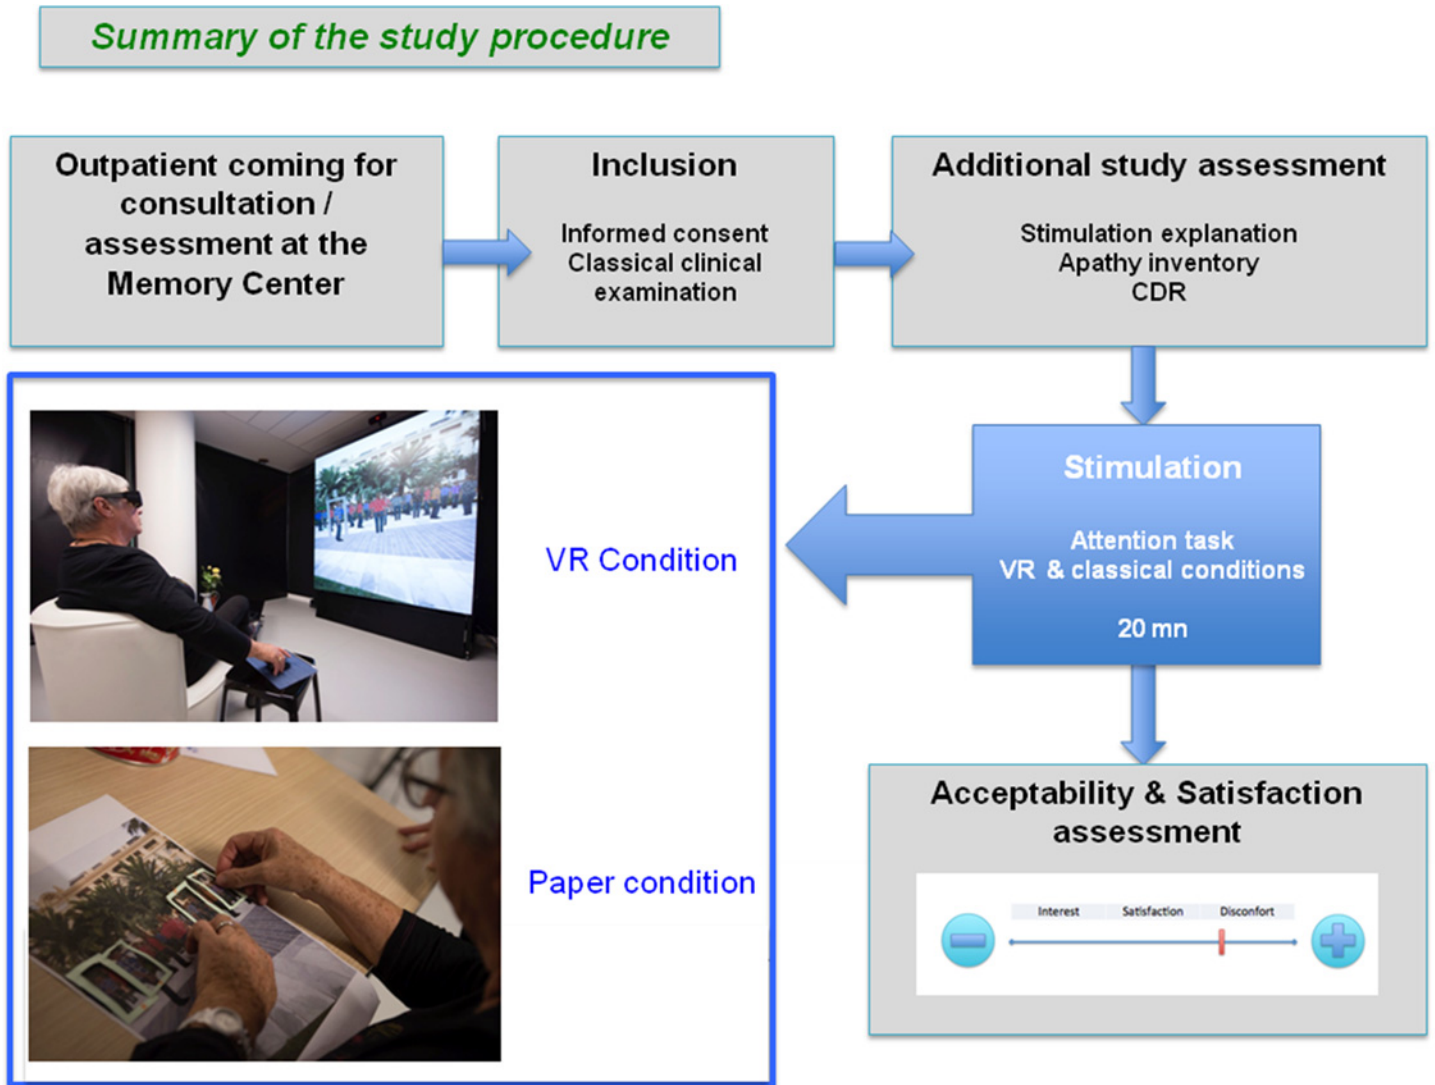 Summary of the study procedure
Outpatient coming for
consultation /
assessment at the
Memory Center
Inclusion
Informed consent
Classical clinical
examination
Additional study assessment
Stimulation explanation
Apathy inventory
CDR
Stimulation
Attention task
VR & classical conditions
20 mn
VR Condition
Paper condition
Acceptability & Satisfaction
assessment
Interest Satisfaction Disconfort